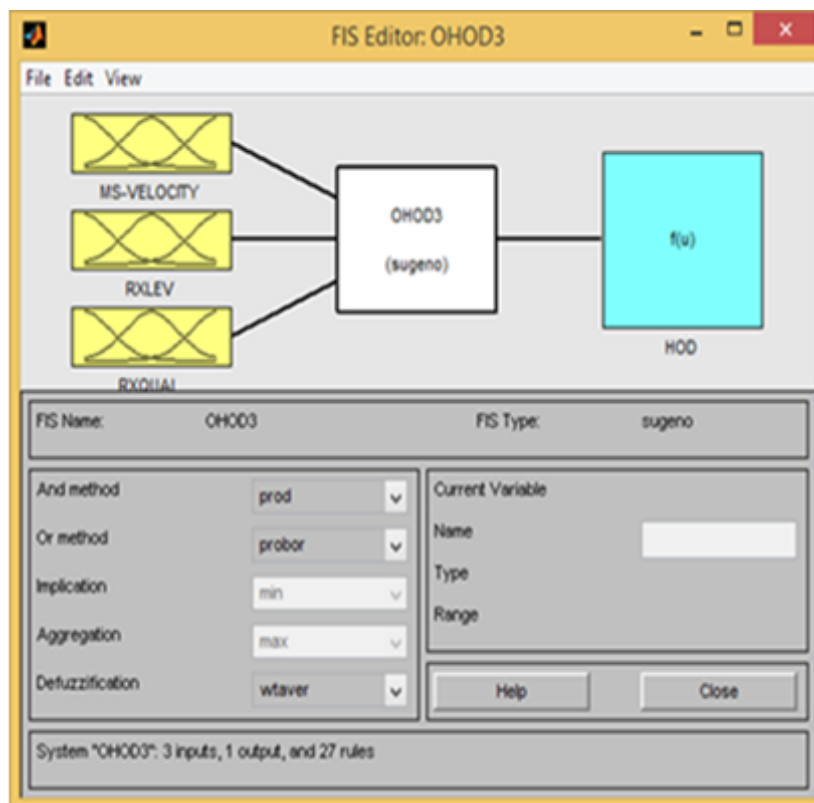 FIS Editor: OHOD3
File Edit View
MS-VELOCITY
RXLEV
RXQUAL
OHOD3
(sugeno)
f(u)
HOD
FIS Name: OHOD3 FIS Type: sugeno
And method prod
Or method probor
Implication min
Aggregation max
Defuzzification wtaver
Current Variable
Name
Type
Range
Help Close
System "OHOD3": 3 inputs, 1 output, and 27 rules